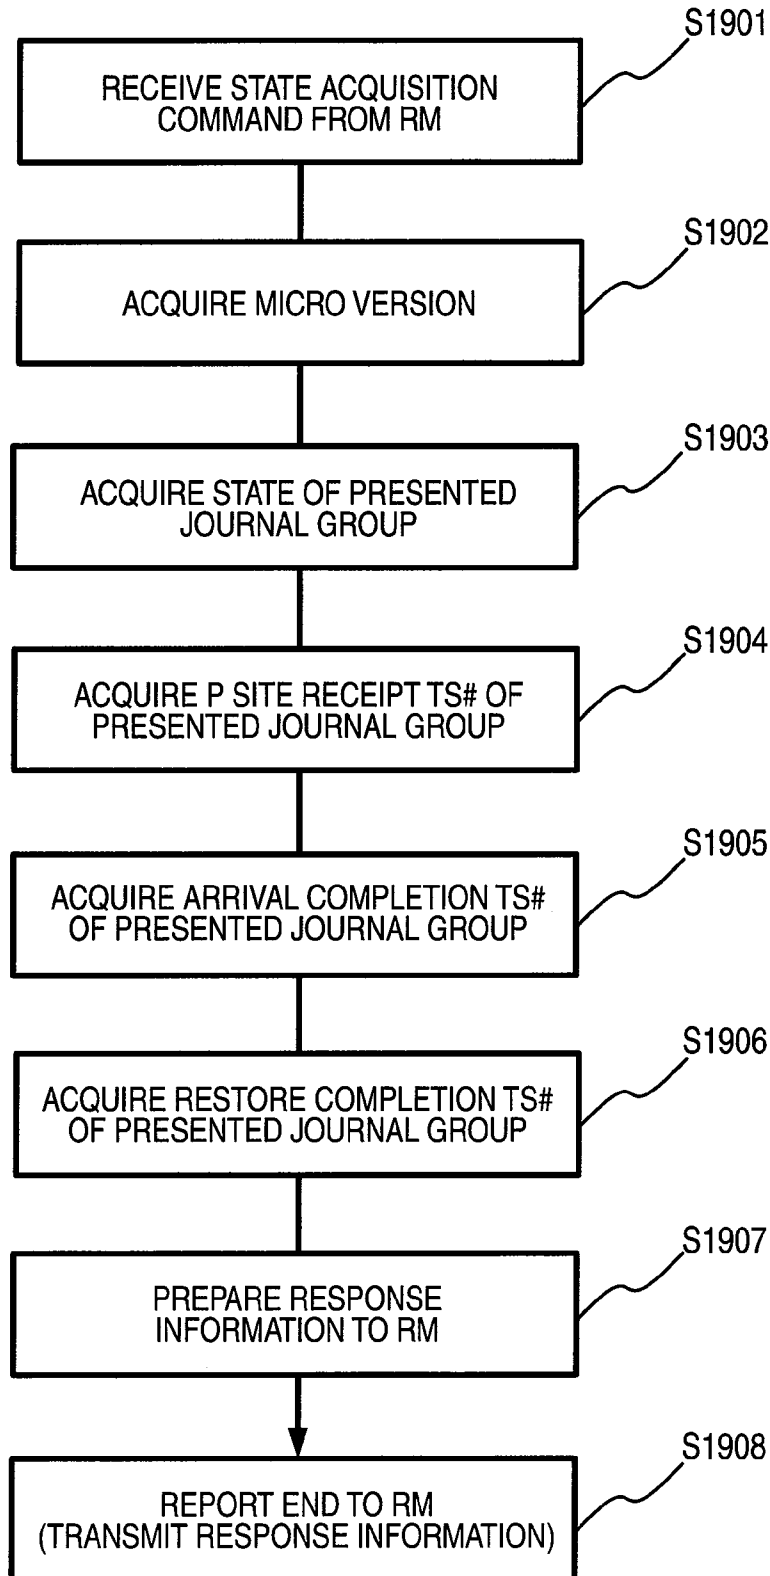 S1901
RECEIVE STATE ACQUISITION
COMMAND FROM RM
S1902
ACQUIRE MICRO VERSION
S1903
ACQUIRE STATE OF PRESENTED
JOURNAL GROUP
S1904
ACQUIRE P SITE RECEIPT TS# OF
PRESENTED JOURNAL GROUP
S1905
ACQUIRE ARRIVAL COMPLETION TS#
OF PRESENTED JOURNAL GROUP
S1906
ACQUIRE RESTORE COMPLETION TS#
OF PRESENTED JOURNAL GROUP
S1907
PREPARE RESPONSE
INFORMATION TO RM
S1908
REPORT END TO RM
(TRANSMIT RESPONSE INFORMATION)